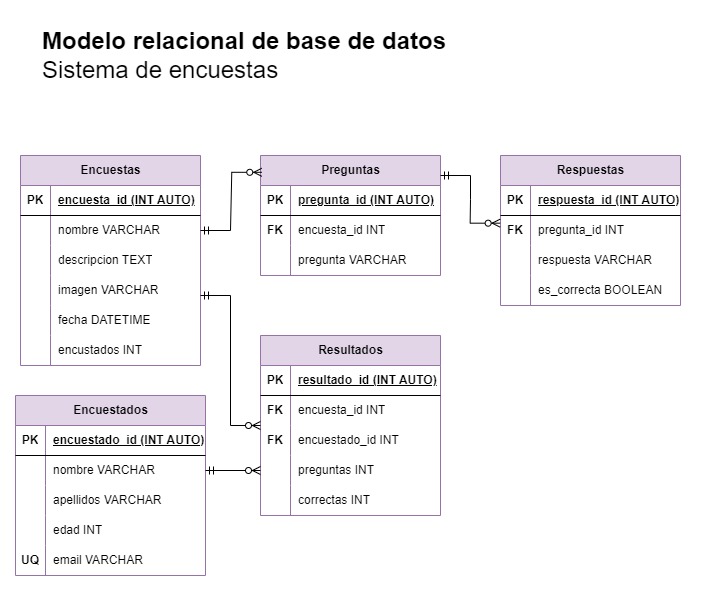 Modelo relacional de base de datos
Sistema de encuestas
Encuestas
PK encuesta_id (INT AUTO)
nombre VARCHAR
descripcion TEXT
imagen VARCHAR
fecha DATETIME
encustados INT
Preguntas
PK pregunta_id (INT AUTO)
FK encuesta_id INT
pregunta VARCHAR
Respuestas
PK respuesta_id (INT AUTO)
FK pregunta_id INT
respuesta VARCHAR
es_correcta BOOLEAN
Resultados
PK resultado_id (INT AUTO)
FK encuesta_id INT
FK encuestado_id INT
preguntas INT
correctas INT
Encuestados
PK encuestado_id (INT AUTO)
nombre VARCHAR
apellidos VARCHAR
edad INT
UQ email VARCHAR